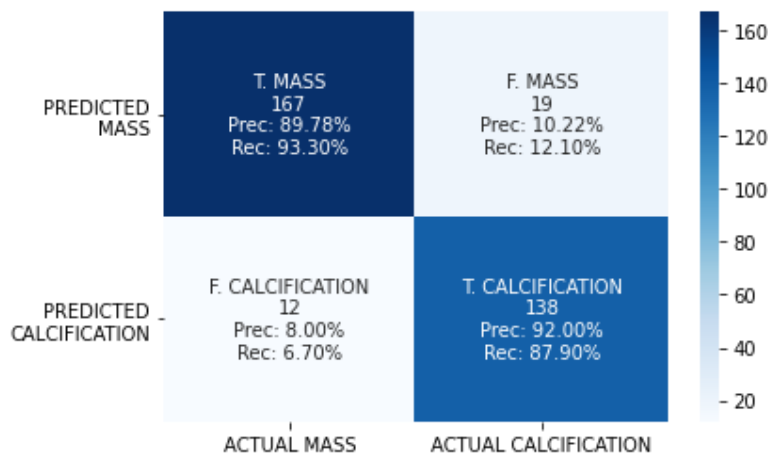 T. MASS
167
Prec: 89.78%
Rec: 93.30%
F. MASS
19
Prec: 10.22%
Rec: 12.10%
PREDICTED
MASS
F. CALCIFICATION
12
Prec: 8.00%
Rec: 6.70%
T. CALCIFICATION
138
Prec: 92.00%
Rec: 87.90%
PREDICTED
CALCIFICATION
ACTUAL MASS
ACTUAL CALCIFICATION
160
140
120
100
80
60
40
20